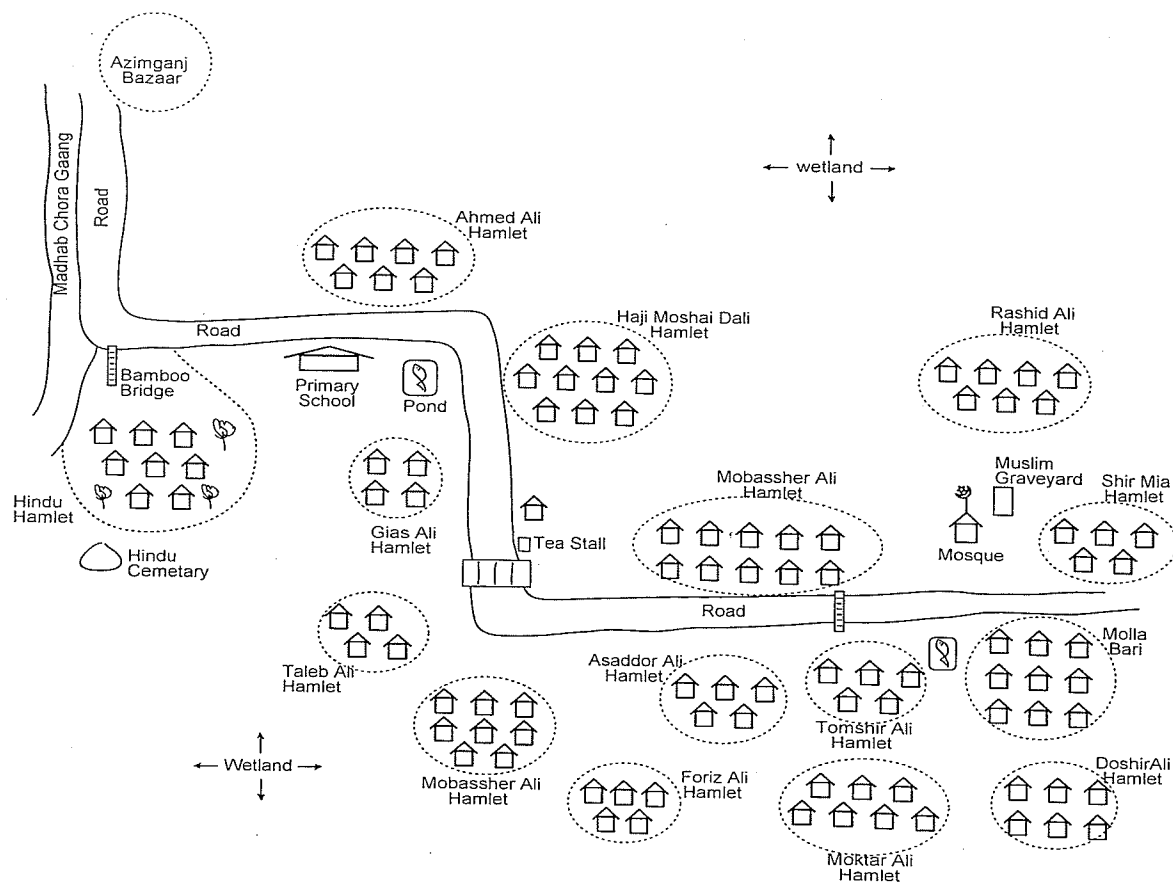 Azimganj
Bazaar
Madhab Chora Gaang
Road
wetland
Ahmed Ali
Hamlet
Road
Haji Moshai Dali
Hamlet
Rashid Ali
Hamlet
Bamboo
Bridge
Primary
School
Pond
Hindu
Hamlet
Gias Ali
Hamlet
Mobassher Ali
Hamlet
Muslim
Graveyard
Shir Mia
Hamlet
Hindu
Cemetary
Tea Stall
Mosque
Road
Taleb Ali
Hamlet
Asaddor Ali
Hamlet
Molla
Bari
Tomshir Ali
Hamlet
Wetland
Mobassher Ali
Hamlet
Foriz Ali
Hamlet
DoshirAli
Hamlet
Moktar Ali
Hamlet